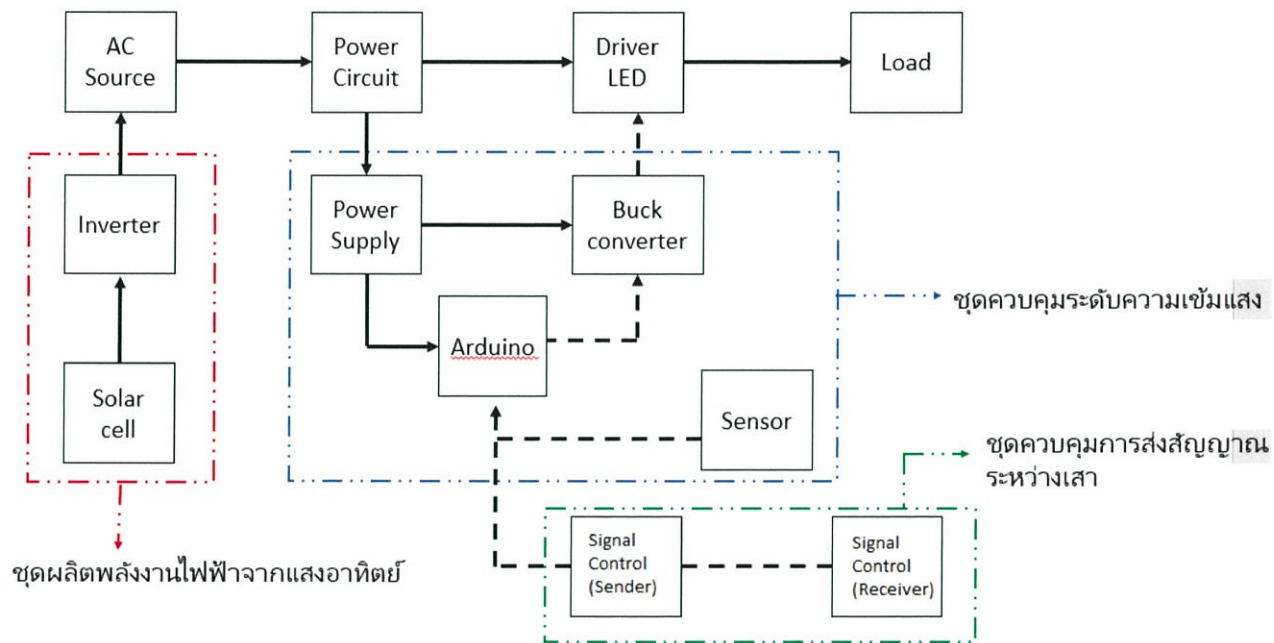 AC
Source
Power
Circuit
Driver
LED
Load
Inverter
Power
Supply
Buck
converter
ชุดควบคุมระดับความเข้มแสง
Arduino
Solar
cell
Sensor
ชุดควบคุมการส่งสัญญาณ
ระหว่างเสา
Signal
Control
(Sender)
Signal
Control
(Receiver)
ชุดผลิตพลังงานไฟฟ้าจากแสงอาทิตย์